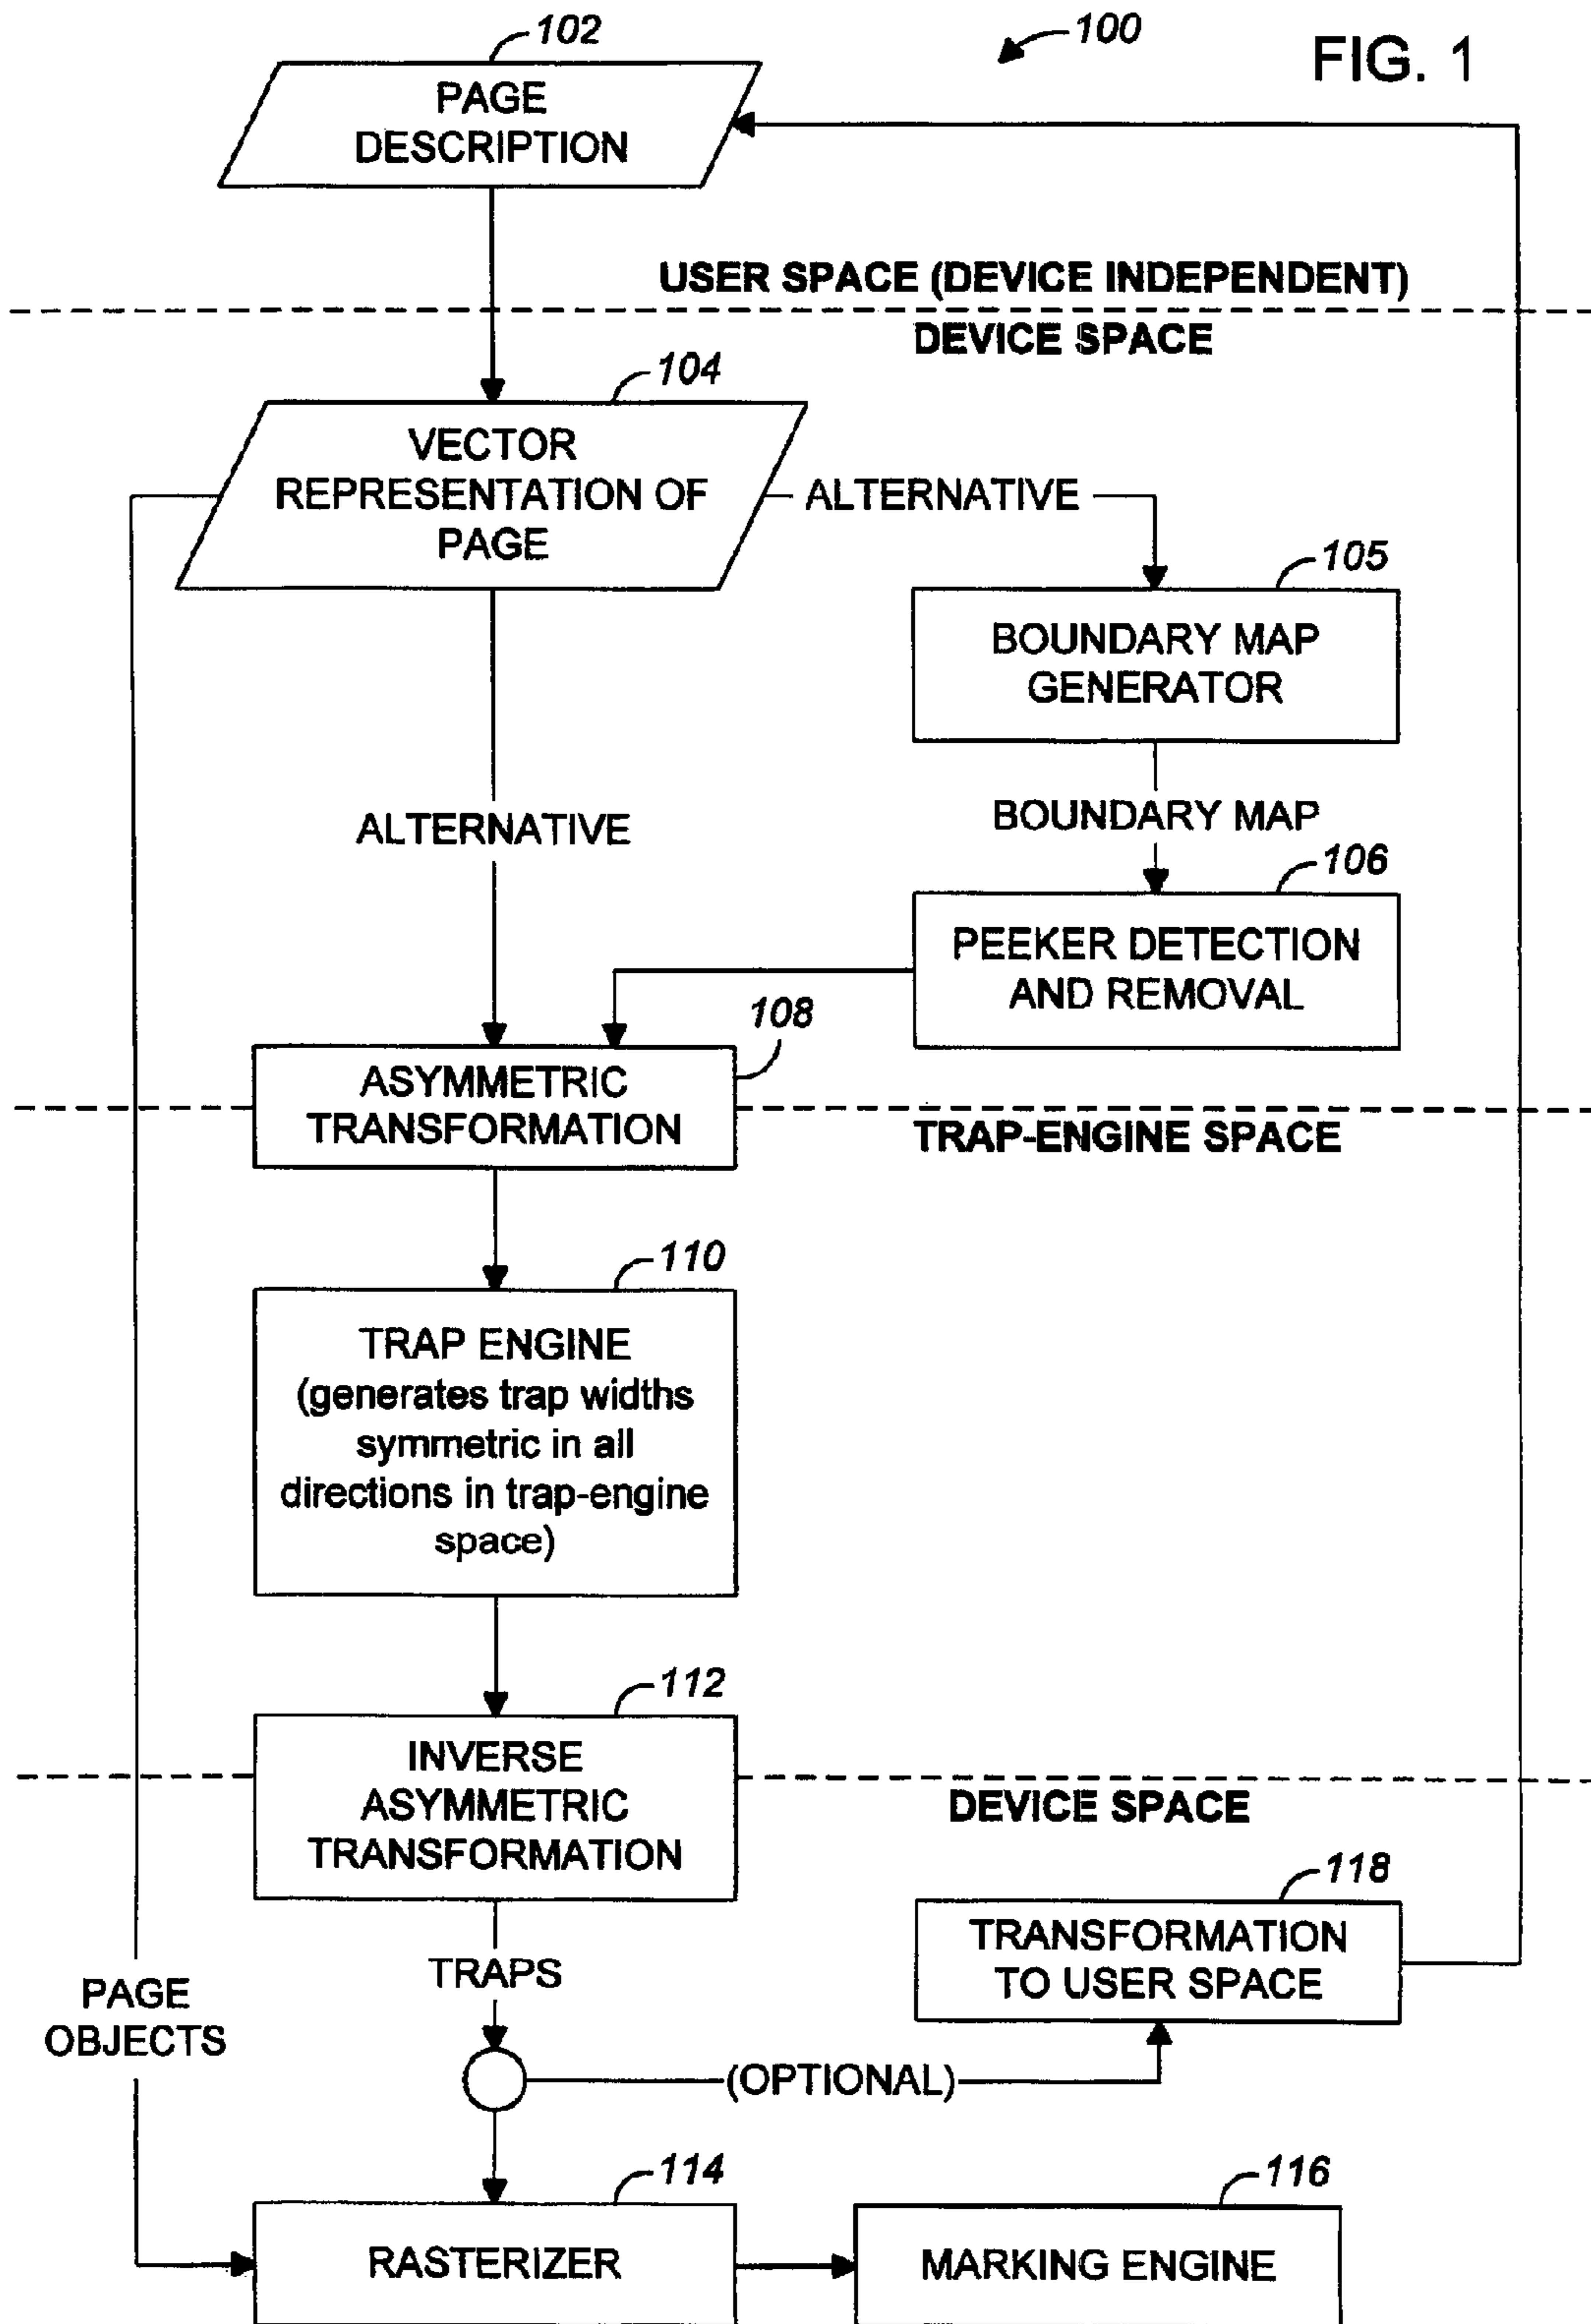 102
100
FIG. 1
PAGE
DESCRIPTION
USER SPACE (DEVICE INDEPENDENT)
DEVICE SPACE
104
VECTOR
REPRESENTATION OF
PAGE
ALTERNATIVE
105
BOUNDARY MAP
GENERATOR
ALTERNATIVE
BOUNDARY MAP
106
PEEKER DETECTION
AND REMOVAL
108
ASYMMETRIC
TRANSFORMATION
TRAP-ENGINE SPACE
110
TRAP ENGINE
(generates trap widths
symmetric in all
directions in trap-engine
space)
112
INVERSE
ASYMMETRIC
TRANSFORMATION
DEVICE SPACE
118
TRANSFORMATION
TO USER SPACE
TRAPS
PAGE
OBJECTS
(OPTIONAL)
114
RASTERIZER
116
MARKING ENGINE